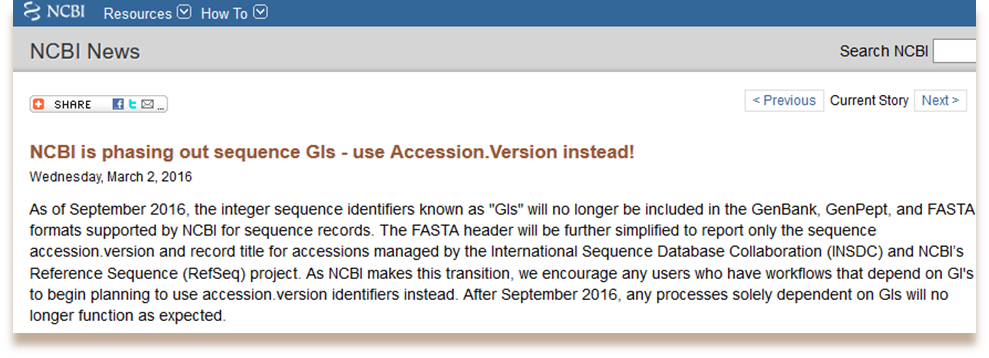 NCBI Resources How To
NCBI News Search NCBI
SHARE ...
< Previous Current Story Next >
NCBI is phasing out sequence GIs - use Accession.Version instead!
Wednesday, March 2, 2016
As of September 2016, the integer sequence identifiers known as "GIs" will no longer be included in the GenBank, GenPept, and FASTA
formats supported by NCBI for sequence records. The FASTA header will be further simplified to report only the sequence
accession.version and record title for accessions managed by the International Sequence Database Collaboration (INSDC) and NCBI's
Reference Sequence (RefSeq) project. As NCBI makes this transition, we encourage any users who have workflows that depend on GI's
to begin planning to use accession.version identifiers instead. After September 2016, any processes solely dependent on GIs will no
longer function as expected.